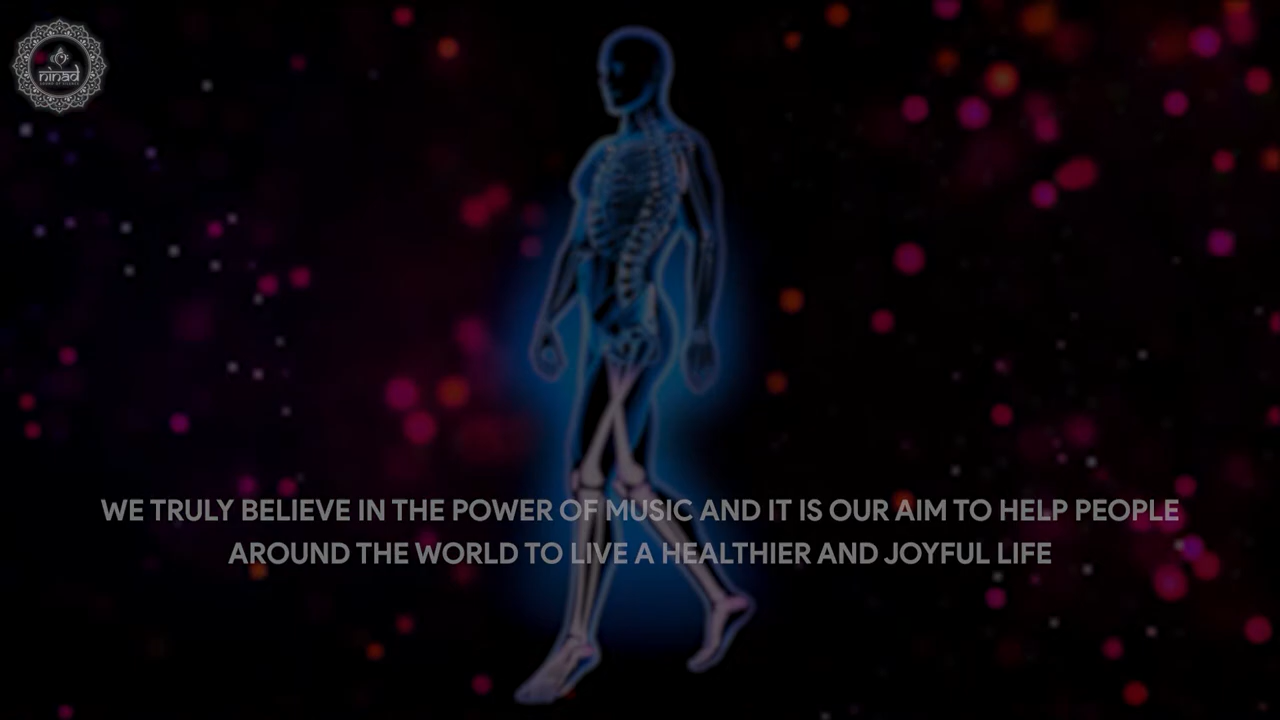 ninad
WE TRULY BELIEVE IN THE POWER OF MUSIC AND IT IS OUR AIM TO HELP PEOPLE
AROUND THE WORLD TO LIVE A HEALTHIER AND JOYFUL LIFE